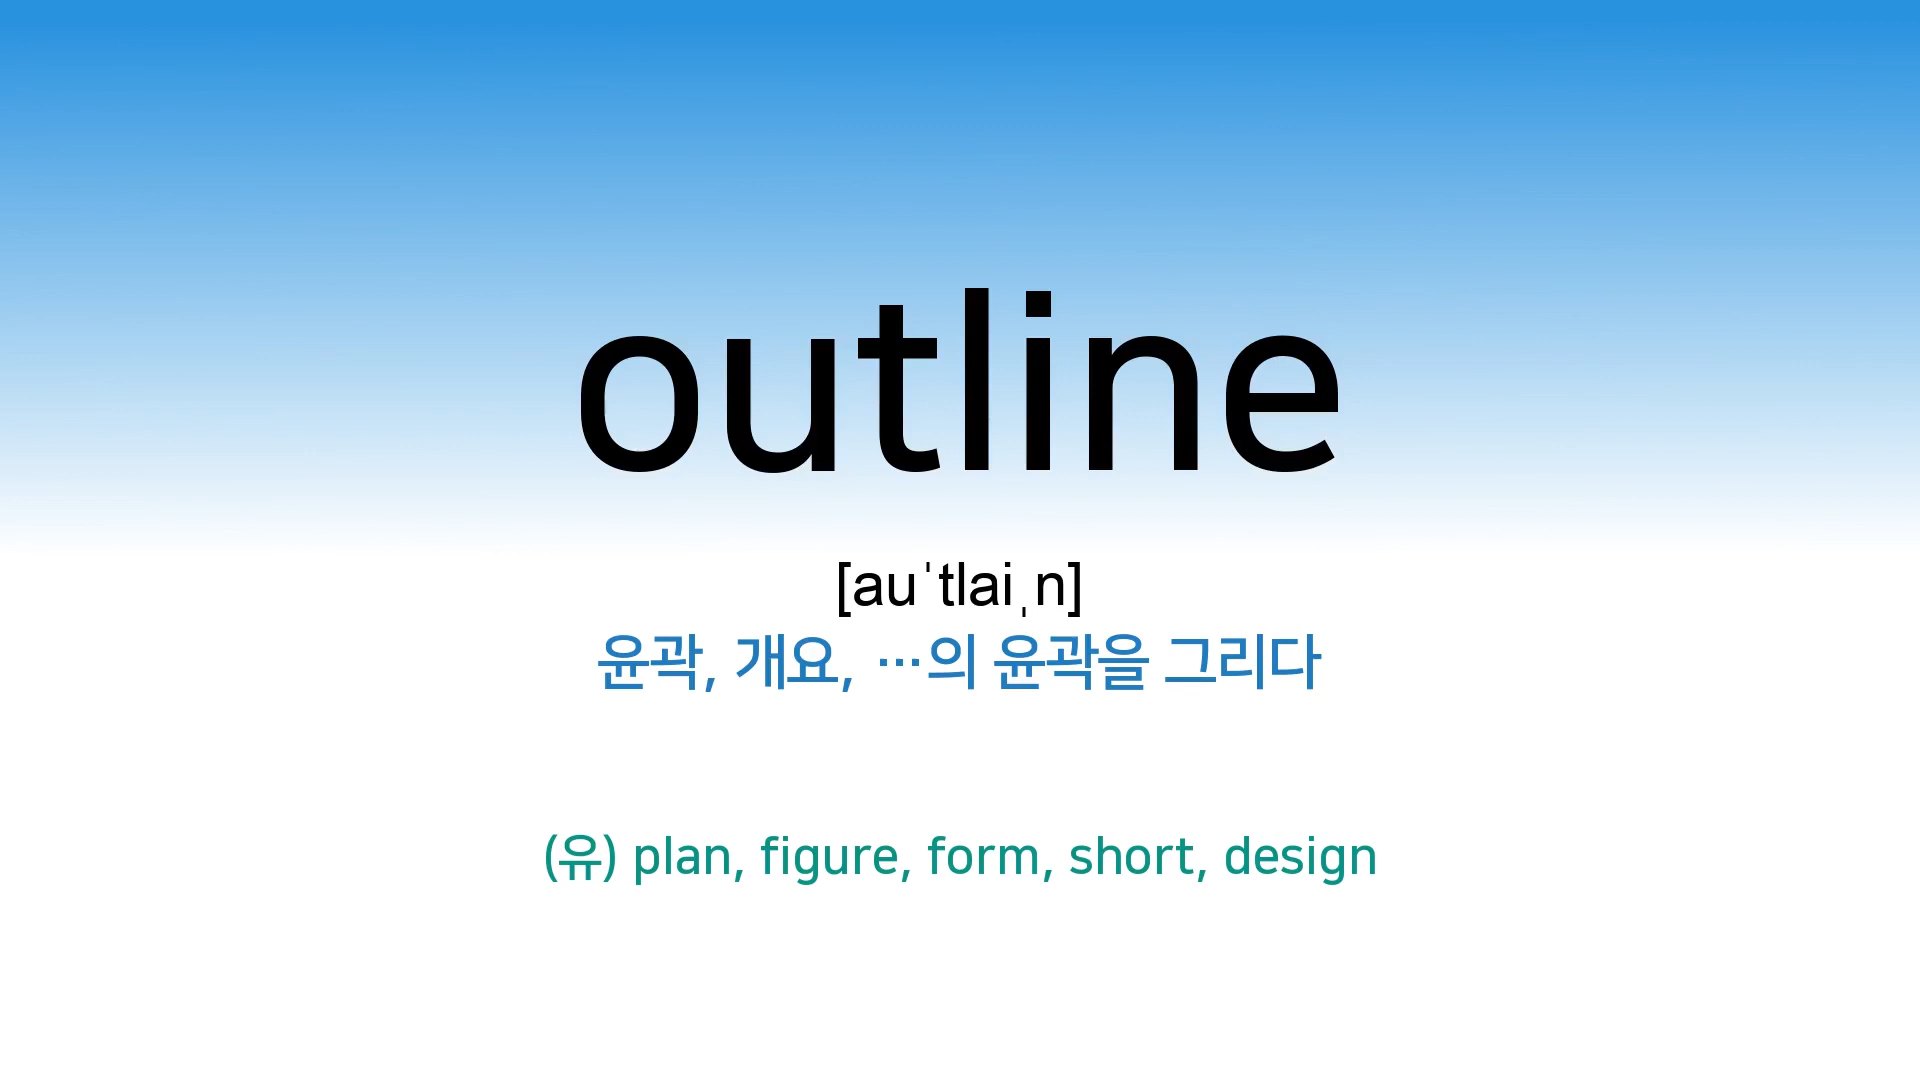 outline
[auˈtlaiˌn]
윤곽, 개요, …의 윤곽을 그리다
(유) plan, figure, form, short, design